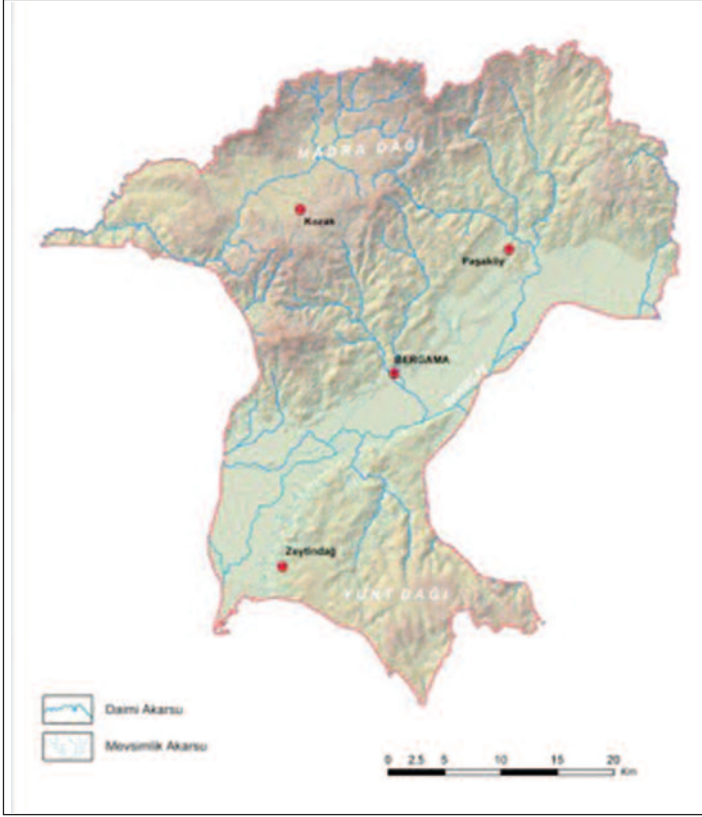 MADRA DAĞI
Kozak
Paşaköy
BERGAMA
Zeytindağ
YUNT DAĞI
Daimi Akarsu
Mevsimlik Akarsu
0 2.5 5 10 15 20
Km